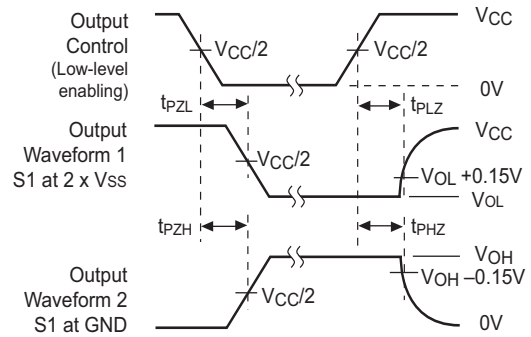 Output
Control
(Low-level
enabling)
VCC/2
VCC/2
VCC
0V
tPZL
tPLZ
Output
Waveform 1
S1 at 2 x VSS
VCC/2
VCC
VOL +0.15V
VOL
tPZH
tPHZ
Output
Waveform 2
S1 at GND
VCC/2
VOH
VOH –0.15V
0V